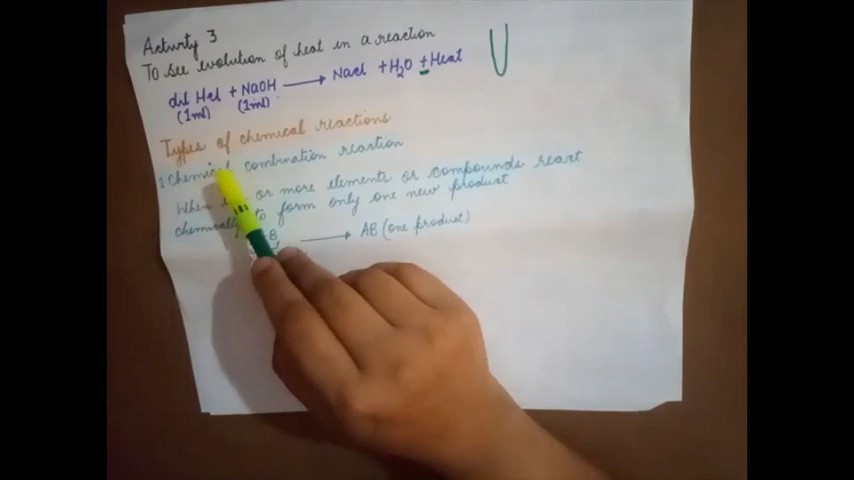 Activity 3
To see evolution of heat in a reaction
dil Hcl + NaOH → Nacl + H2O + Heat
(1ml) (1ml)
Types of chemical reactions
1 Chemical combination reaction
When or more elements or compounds react
chemically to form only one new product
B → AB (one product)